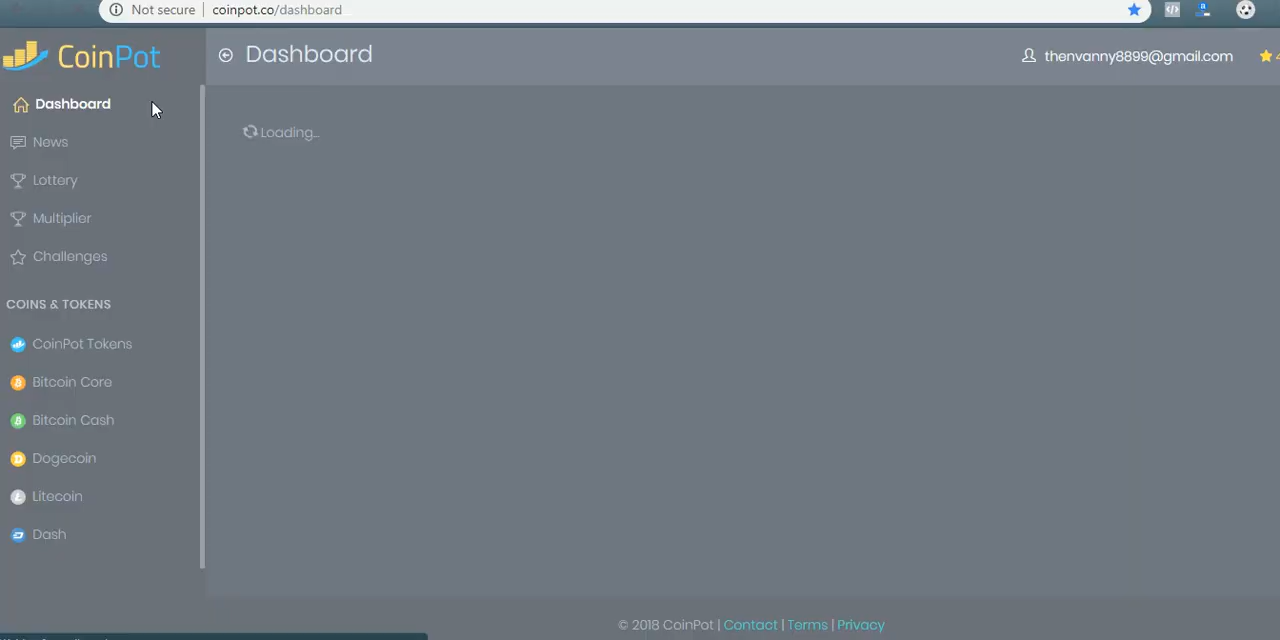 Not secure | coinpot.co/dashboard
CoinPot
Dashboard
thenvanny8899@gmail.com
Dashboard
News
Lottery
Multiplier
Challenges
COINS & TOKENS
CoinPot Tokens
Bitcoin Core
Bitcoin Cash
Dogecoin
Litecoin
Dash
Loading...
© 2018 CoinPot | Contact | Terms | Privacy